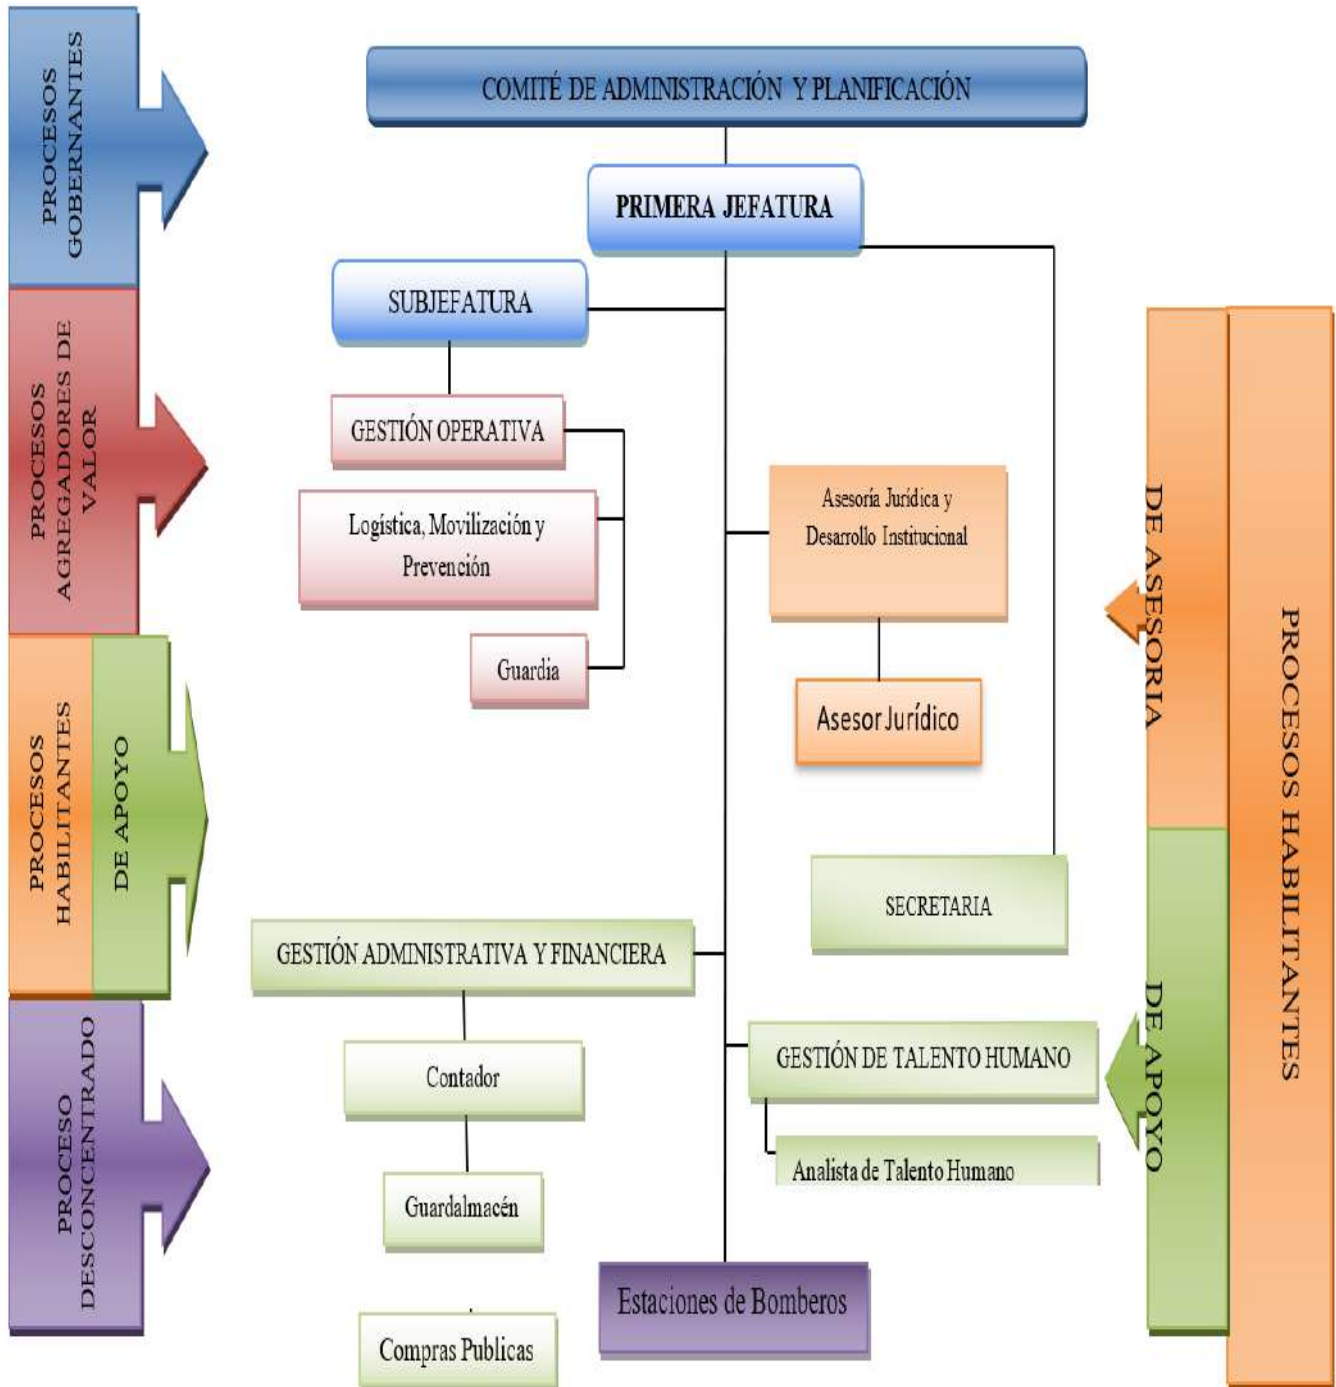 PROCESOS
GOBERNANTES
COMITÉ DE ADMINISTRACIÓN Y PLANIFICACIÓN
PRIMERA JEFATURA
SUBJEFATURA
PROCESOS
AGREGADORES DE
VALOR
GESTIÓN OPERATIVA
Logística, Movilización y
Prevención
Guardia
Asesoría Jurídica y
Desarrollo Institucional
Asesor Jurídico
DE ASESORIA
PROCESOS HABILITANTES
PROCESOS
HABILITANTES
DE APOYO
SECRETARIA
GESTIÓN ADMINISTRATIVA Y FINANCIERA
Contador
Guardalmacén
Compras Publicas
GESTIÓN DE TALENTO HUMANO
Analista de Talento Humano
DE APOYO
PROCESO
DESCONCENTRADO
Estaciones de Bomberos